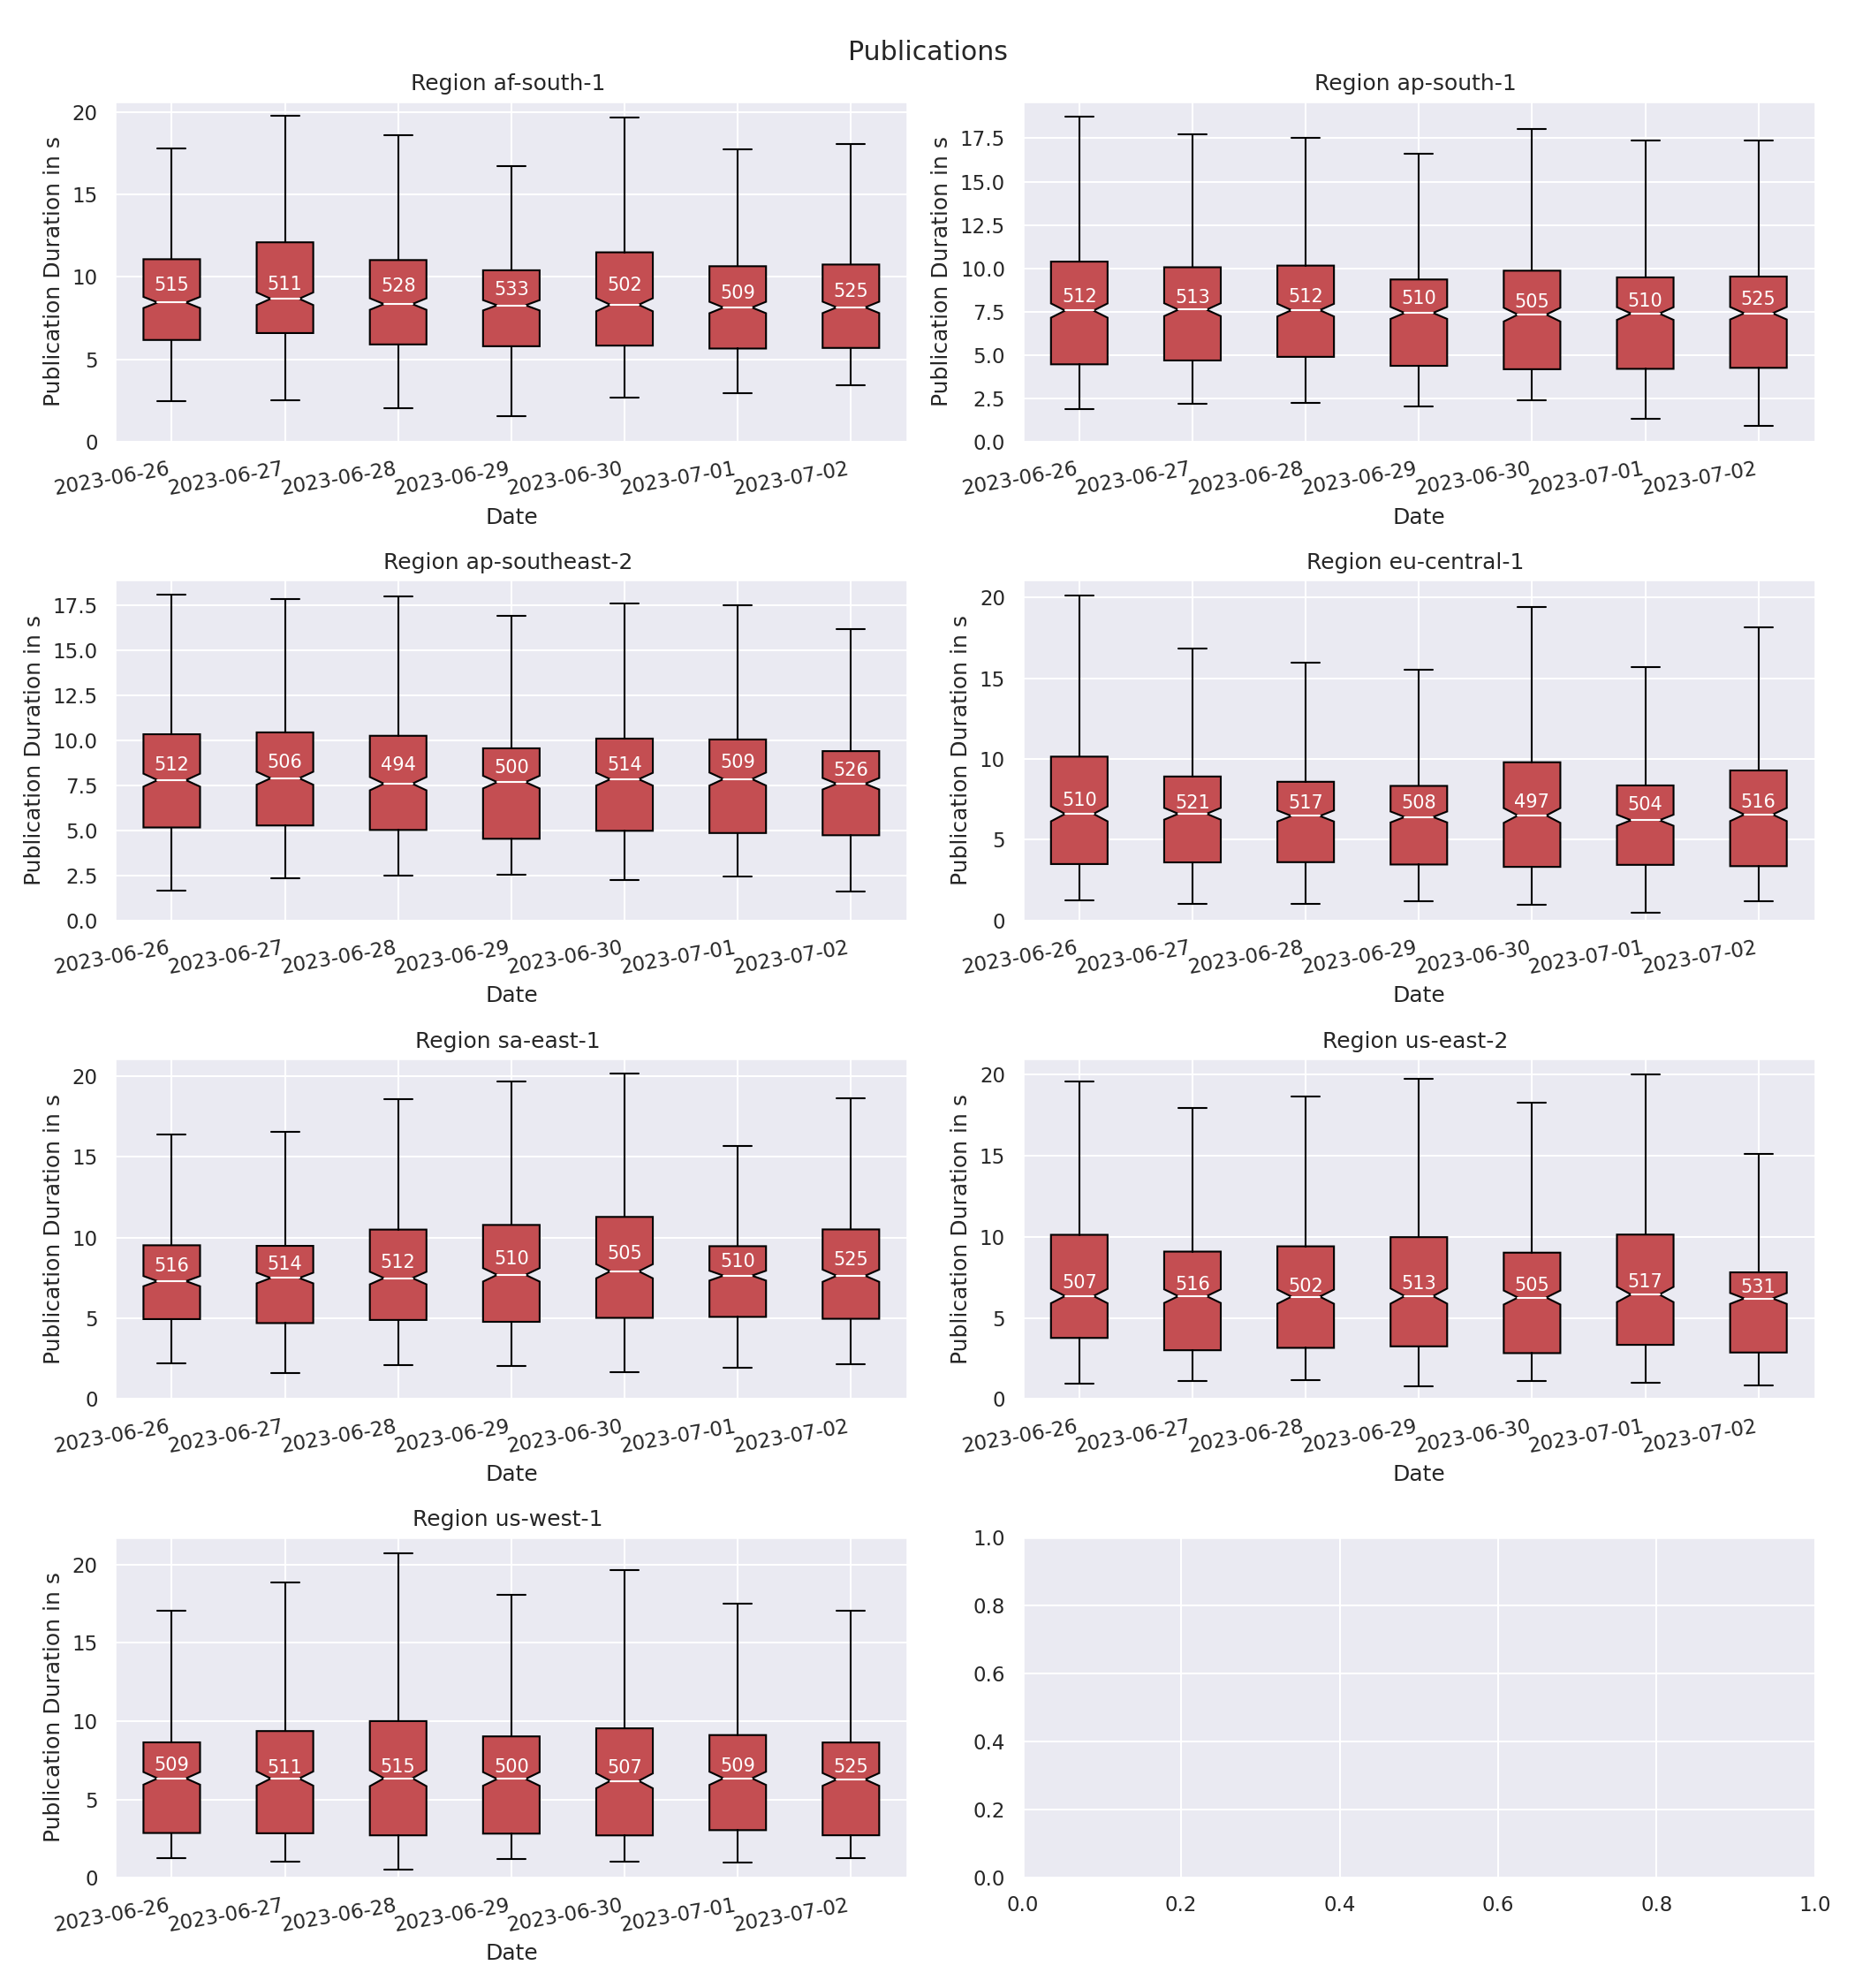 Publications
Region af-south-1
Publication Duration in s
20
15
10
5
0
515 511 528 533 502 509 525
2023-06-26 2023-06-27 2023-06-28 2023-06-29 2023-06-30 2023-07-01 2023-07-02
Date
Region ap-south-1
Publication Duration in s
17.5
15.0
12.5
10.0
7.5
5.0
2.5
0.0
512 513 512 510 505 510 525
2023-06-26 2023-06-27 2023-06-28 2023-06-29 2023-06-30 2023-07-01 2023-07-02
Date
Region ap-southeast-2
Publication Duration in s
17.5
15.0
12.5
10.0
7.5
5.0
2.5
0.0
512 506 494 500 514 509 526
2023-06-26 2023-06-27 2023-06-28 2023-06-29 2023-06-30 2023-07-01 2023-07-02
Date
Region eu-central-1
Publication Duration in s
20
15
10
5
0
510 521 517 508 497 504 516
2023-06-26 2023-06-27 2023-06-28 2023-06-29 2023-06-30 2023-07-01 2023-07-02
Date
Region sa-east-1
Publication Duration in s
20
15
10
5
0
516 514 512 510 505 510 525
2023-06-26 2023-06-27 2023-06-28 2023-06-29 2023-06-30 2023-07-01 2023-07-02
Date
Region us-east-2
Publication Duration in s
20
15
10
5
0
507 516 502 513 505 517 531
2023-06-26 2023-06-27 2023-06-28 2023-06-29 2023-06-30 2023-07-01 2023-07-02
Date
Region us-west-1
Publication Duration in s
20
15
10
5
0
509 511 515 500 507 509 525
2023-06-26 2023-06-27 2023-06-28 2023-06-29 2023-06-30 2023-07-01 2023-07-02
Date
1.0
0.8
0.6
0.4
0.2
0.0
0.0 0.2 0.4 0.6 0.8 1.0